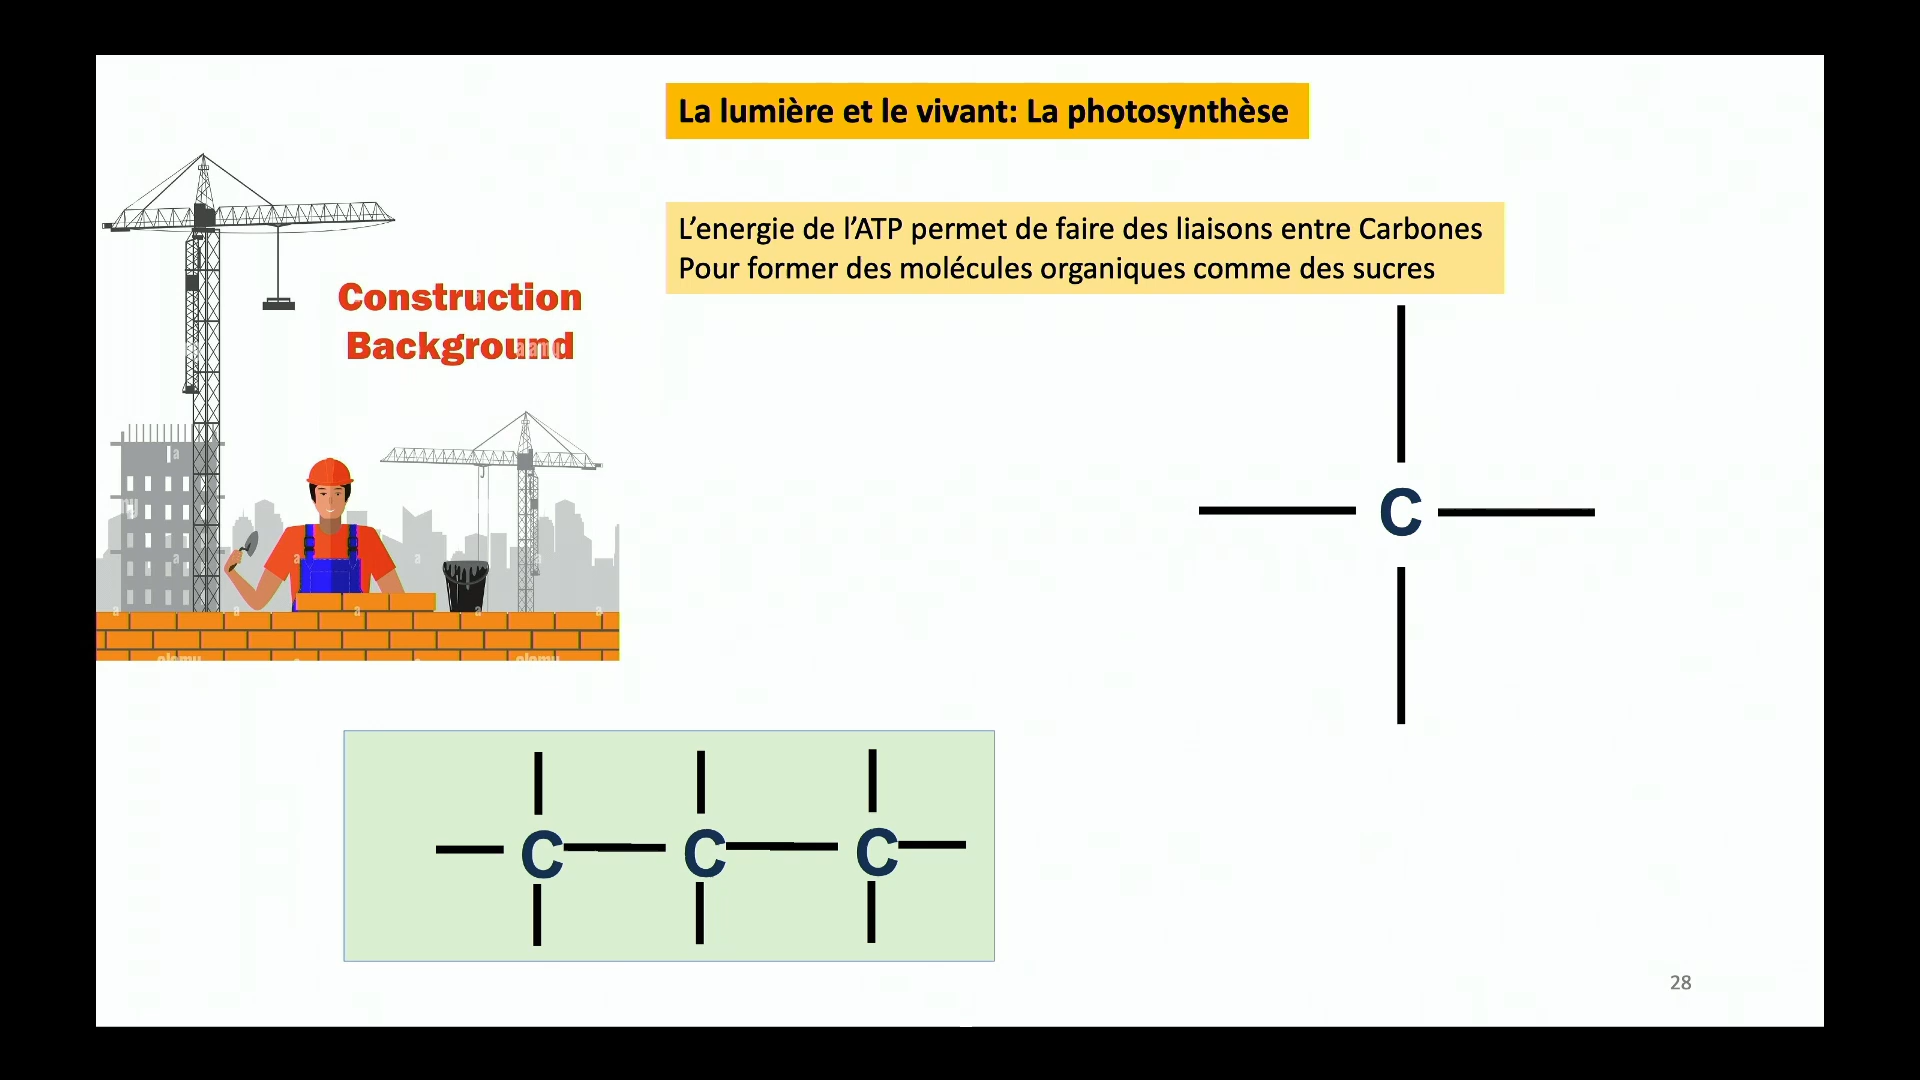 La lumière et le vivant: La photosynthèse
L’energie de l’ATP permet de faire des liaisons entre Carbones
Pour former des molécules organiques comme des sucres
Construction
Background
C
C C C
28